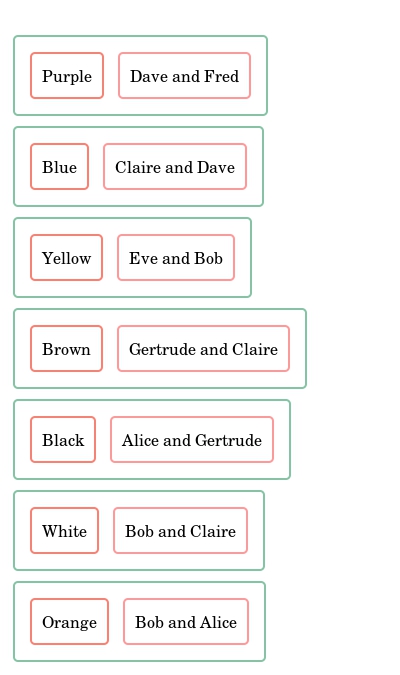 Purple Dave and Fred
Blue Claire and Dave
Yellow Eve and Bob
Brown Gertrude and Claire
Black Alice and Gertrude
White Bob and Claire
Orange Bob and Alice